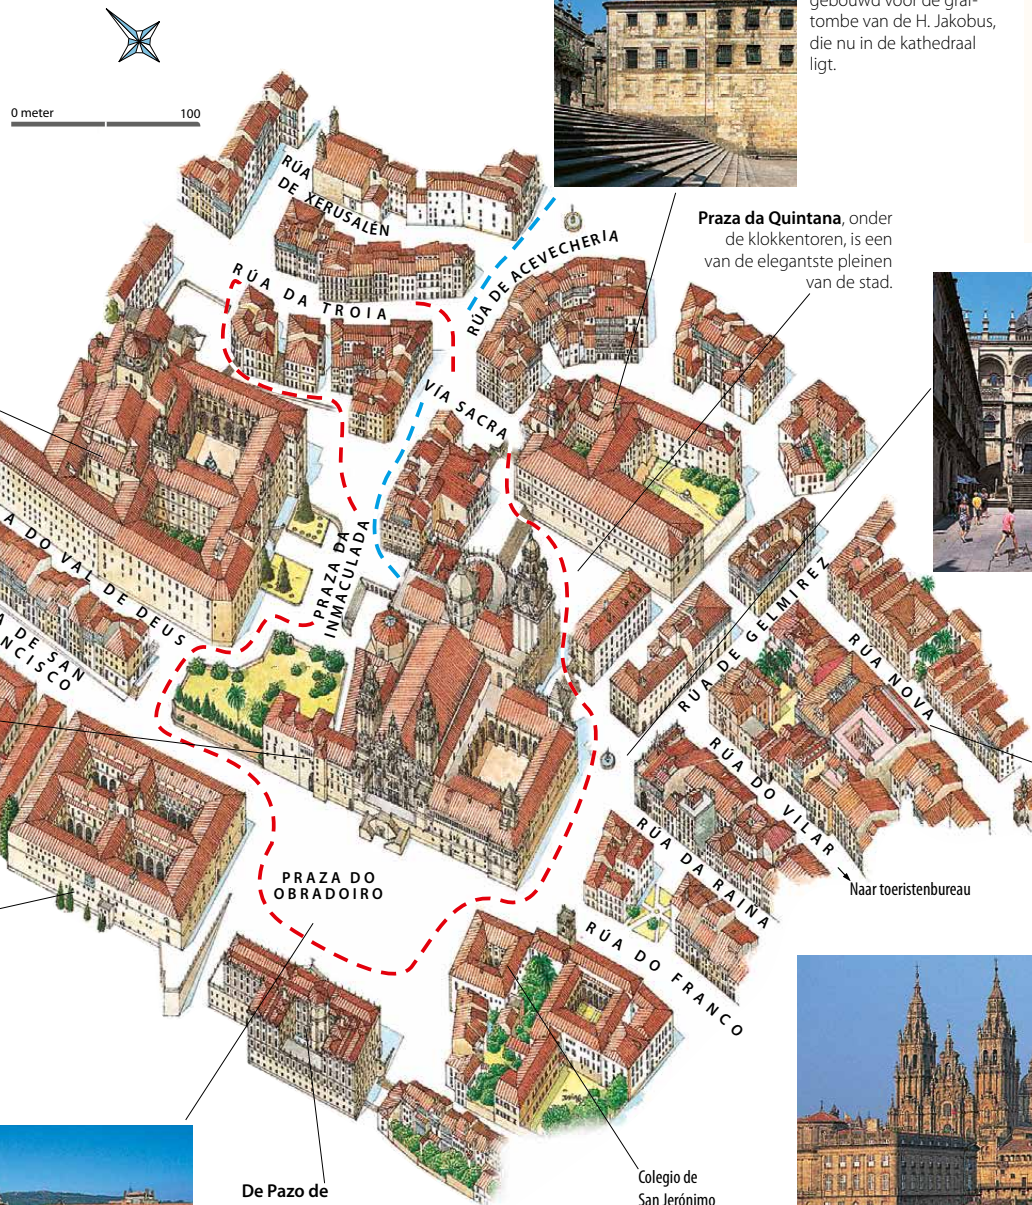 gebouwd voor de graf-
tombe van de H. Jakobus,
die nu in de kathedraal
ligt.
0 meter 100
RÚA
DE XERUSALÉN
Praza da Quintana, onder
de klokkentoren, is een
van de elegantste pleinen
van de stad.
RÚA DE ACEVECHERÍA
RÚA DA TROIA
VÍA SACRA
PRAZA DA
INMACULADA
A DO VAL DE DEUS
A DE SAN
NCISCO
RÚA DE GELMIREZ
RÚA NOVA
RÚA DO VILAR
RÚA DA RAIÑA
Naar toeristenbureau
PRAZA DO
OBRADOIRO
RÚA DO FRANCO
De Pazo de
Colegio de
San Jerónimo